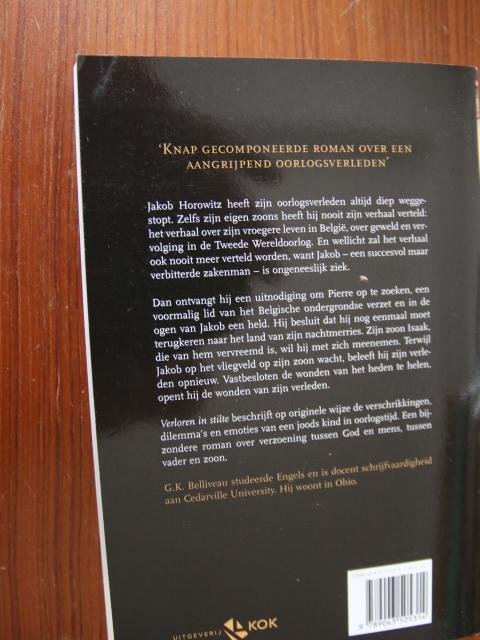 'KNAP GECOMPONEERDE ROMAN OVER EEN
AANGRIJPEND OORLOGSVERLEDEN'
Jakob Horowitz heeft zijn oorlogsverleden altijd diep wegge-
stopt. Zelfs zijn eigen zoons heeft hij nooit zijn verhaal verteld:
het verhaal over zijn vroegere leven in België, over geweld en ver-
volging in de Tweede Wereldoorlog. En wellicht zal het verhaal
ook nooit meer verteld worden, want Jakob – een succesvol maar
verbitterde zakenman – is ongeneeslijk ziek.
Dan ontvangt hij een uitnodiging om Pierre op te zoeken, een
voormalig lid van het Belgische ondergrondse verzet en in de
ogen van Jakob een held. Hij besluit dat hij nog eenmaal moet
terugkeren naar het land van zijn nachtmerries. Zijn zoon Isaak,
die van hem vervreemd is, wil hij met zich meenemen. Terwijl
Jakob op het vliegveld op zijn zoon wacht, beleeft hij zijn verle-
den opnieuw. Vastbesloten de wonden van het heden te helen,
opent hij de wonden van zijn verleden.
Verloren in stilte beschrijft op originele wijze de verschrikkingen,
dilemma's en emoties van een joods kind in oorlogstijd. Een bij-
zondere roman over verzoening tussen God en mens, tussen
vader en zoon.
G.K. Belliveau studeerde Engels en is docent schrijfvaardigheid
aan Cedarville University. Hij woont in Ohio.
9 789043 505314
UITGEVERIJ KOK